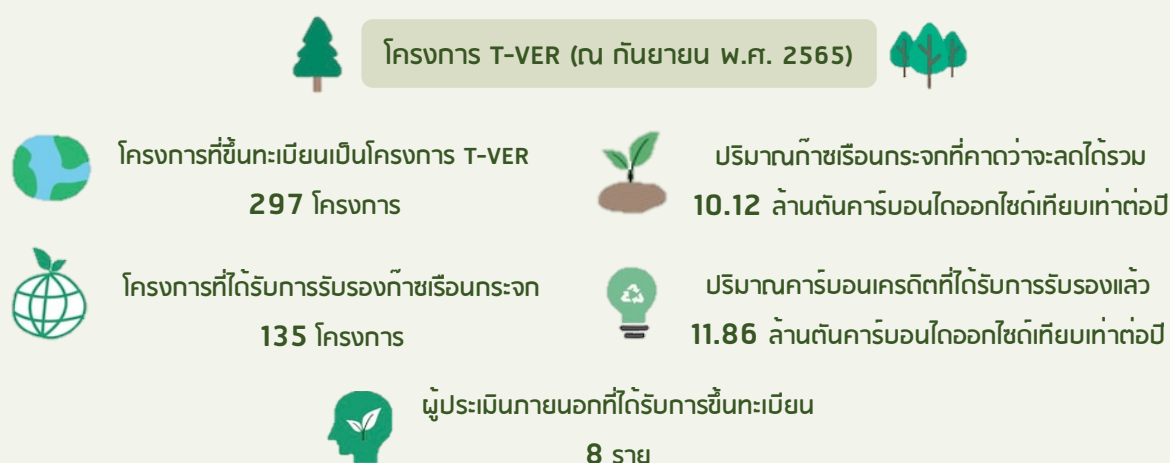 โครงการ T-VER (ณ กันยายน พ.ศ. 2565)
โครงการที่ขึ้นทะเบียนเป็นโครงการ T-VER
297 โครงการ
ปริมาณก๊าซเรือนกระจกที่คาดว่าจะลดได้รวม
10.12 ล้านตันคาร์บอนไดออกไซด์เทียบเท่าต่อปี
โครงการที่ได้รับการรับรองก๊าซเรือนกระจก
135 โครงการ
ปริมาณคาร์บอนเครดิตที่ได้รับการรับรองแล้ว
11.86 ล้านตันคาร์บอนไดออกไซด์เทียบเท่าต่อปี
ผู้ประเมินภายนอกที่ได้รับการขึ้นทะเบียน
8 ราย